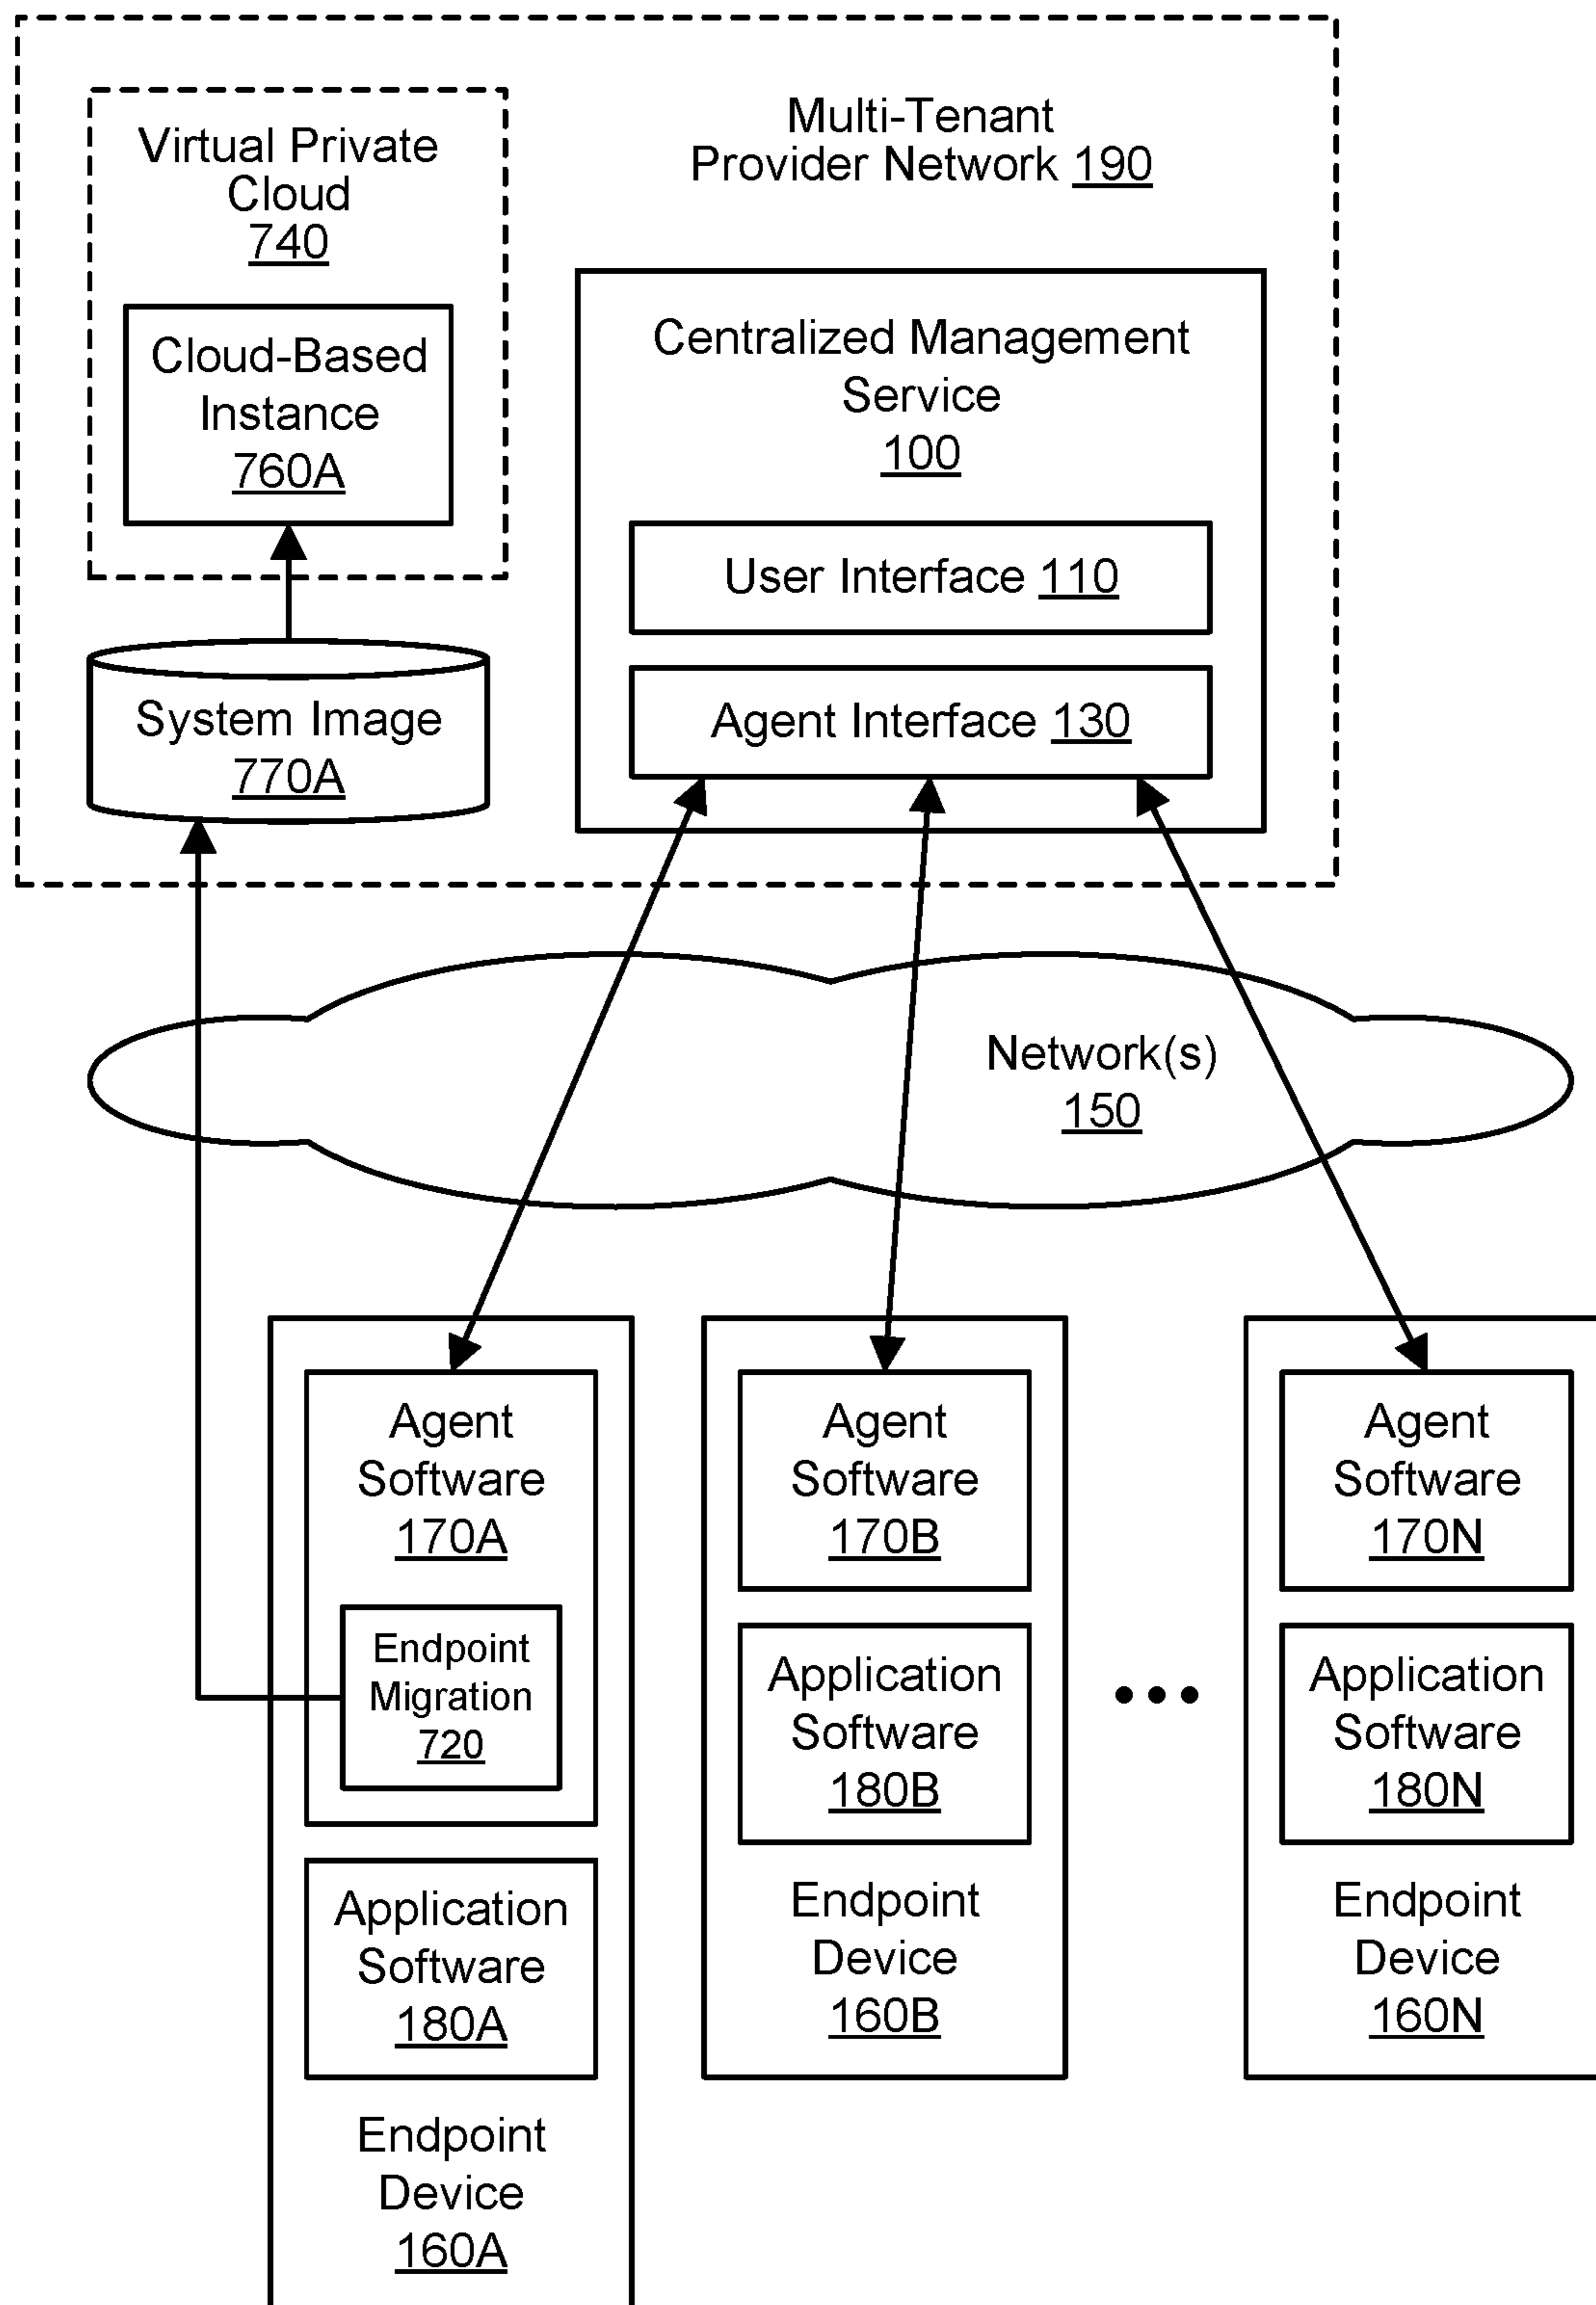 Multi-Tenant
Provider Network 190
Virtual Private
Cloud
740
Cloud-Based
Instance
760A
System Image
770A
Centralized Management
Service
100
User Interface 110
Agent Interface 130
Network(s)
150
Agent
Software
170A
Endpoint
Migration
720
Application
Software
180A
Endpoint
Device
160A
Agent
Software
170B
Application
Software
180B
Endpoint
Device
160B
Agent
Software
170N
Application
Software
180N
Endpoint
Device
160N